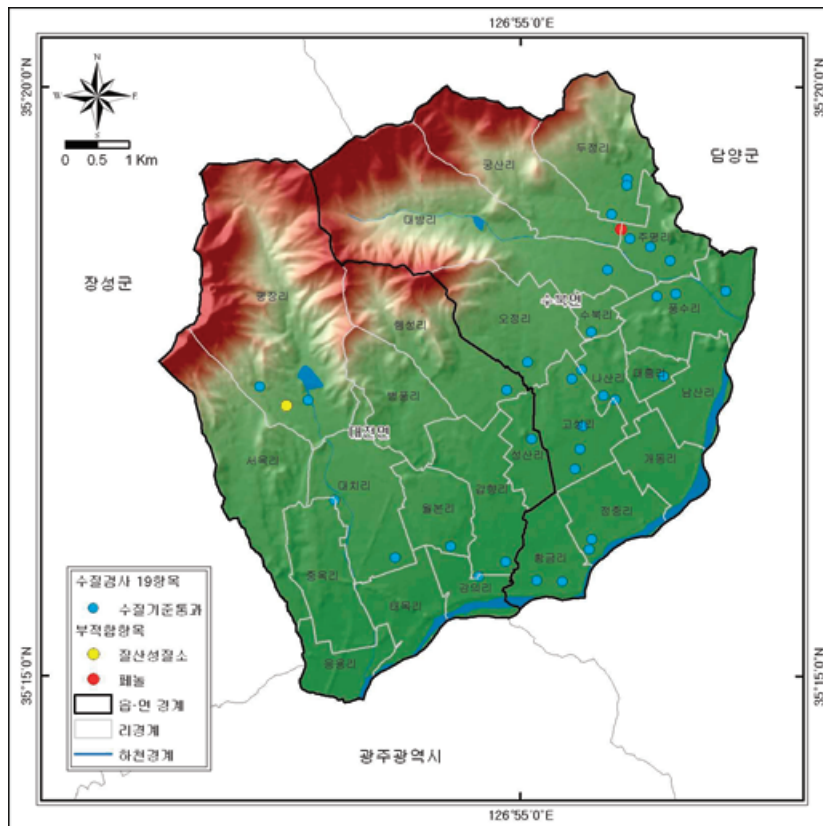 126°55'0"E
35°20'0"N
35°20'0"N
N
W
E
S
0 0.5 1 Km
두정리
담양군
궁산리
대방리
주평리
장성군
평장리
수북면
오정리
수북리
풍수리
행성리
나산리
대흥리
남산리
병풍리
고성리
대전면
성산리
개동리
서옥리
대치리
갑향리
월본리
정중리
황금리
중옥리
강의리
태목리
응용리
수질검사 19항목
수질기준통과
부적합항목
질산성질소
페놀
읍·면 경계
리경계
하천경계
35°15'0"N
35°15'0"N
광주광역시
126°55'0"E